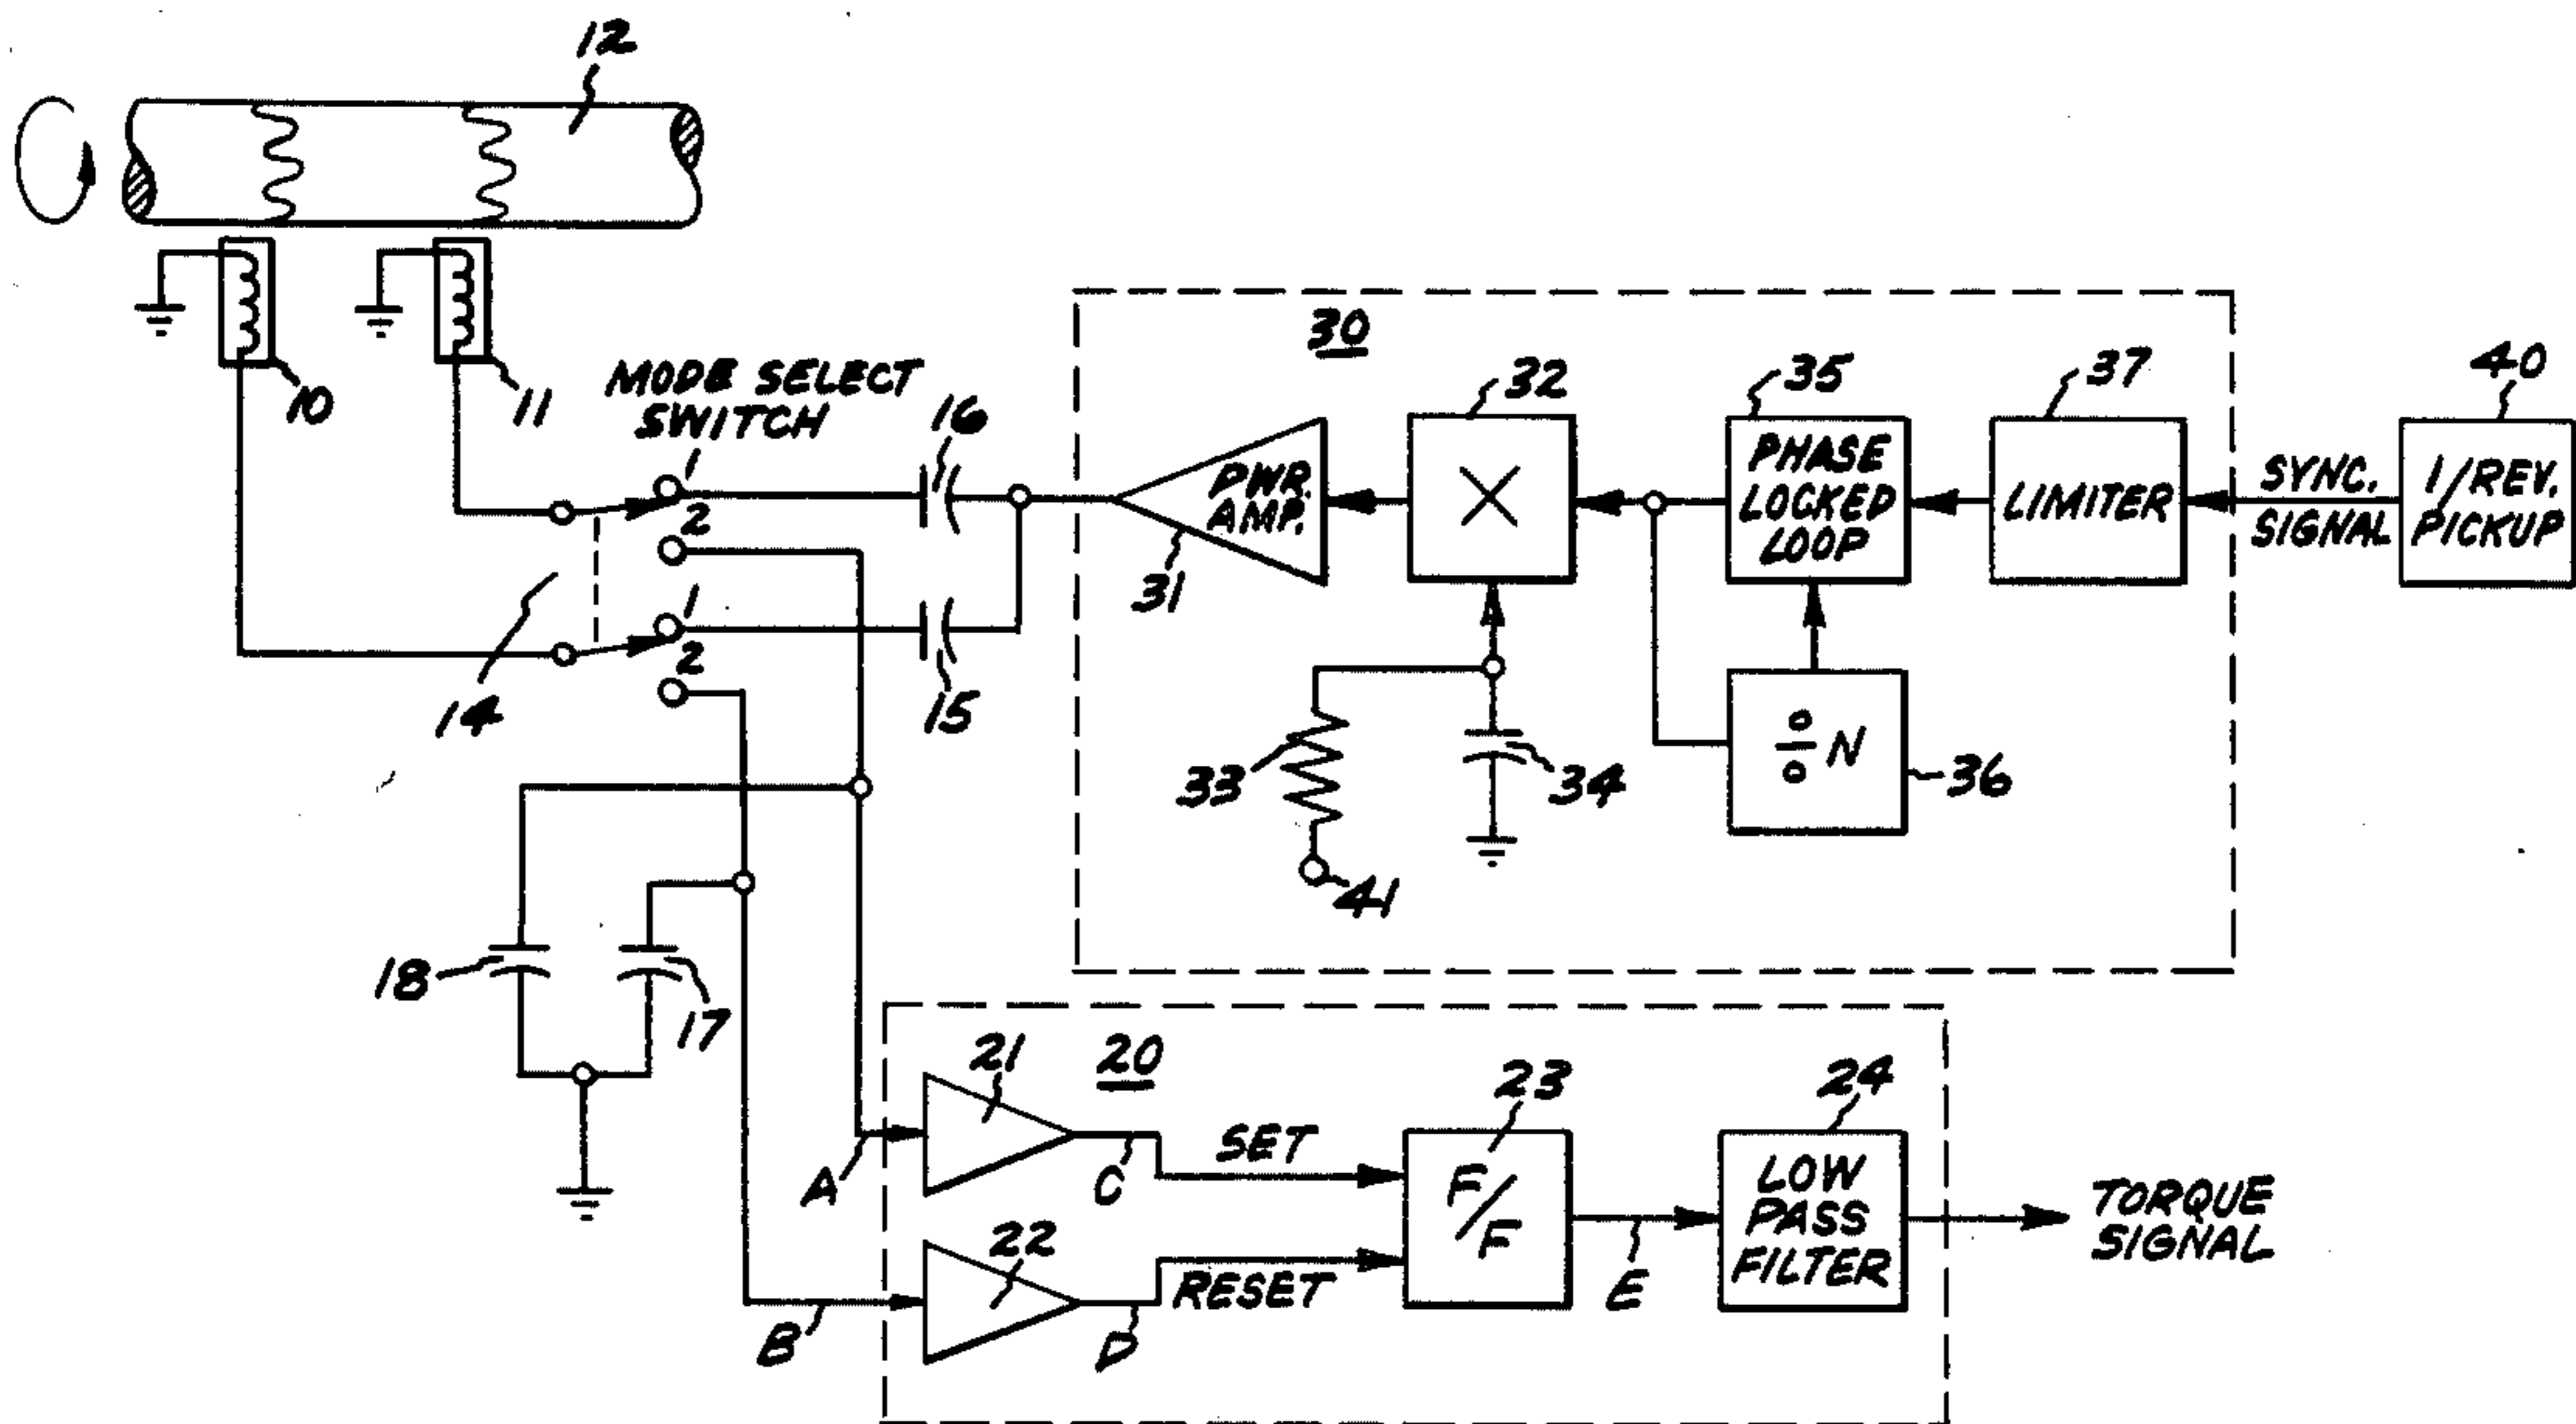 12
10
11
MODE SELECT
SWITCH
1
2
1
2
14
16
15
30
PWR.
AMP.
31
32
X
33
34
41
35
PHASE
LOCKED
LOOP
÷ N
36
37
LIMITER
SYNC.
SIGNAL
40
1/REV.
PICKUP
18
17
A
B
20
21
22
C
D
SET
RESET
23
F/F
E
24
LOW
PASS
FILTER
TORQUE
SIGNAL